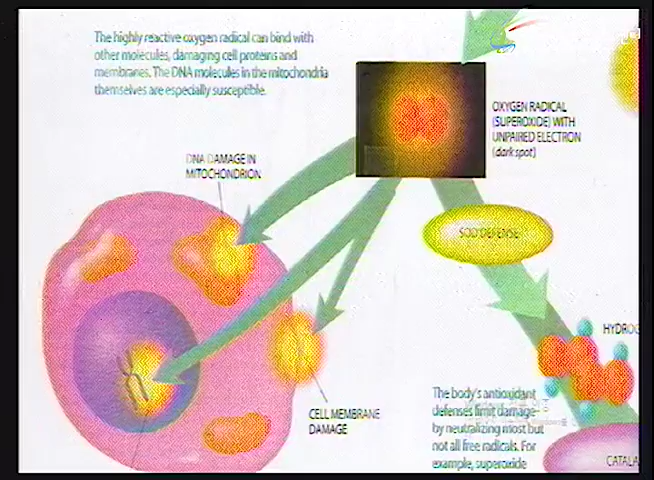 The highly reactive oxygen radical can bind with
other molecules, damaging cell proteins and
membranes. The DNA molecules in the mitochondria
themselves are especially susceptible.
OXYGEN RADICAL
(SUPEROXIDE) WITH
UNPAIRED ELECTRON
(dark spot)
DNA DAMAGE IN
MITOCHONDRION
SOD DEFENSE
HYDROG
CELL MEMBRANE
DAMAGE
The body's antioxidant
defenses limit damage
by neutralizing most but
not all free radicals. For
example, superoxide
CATALA